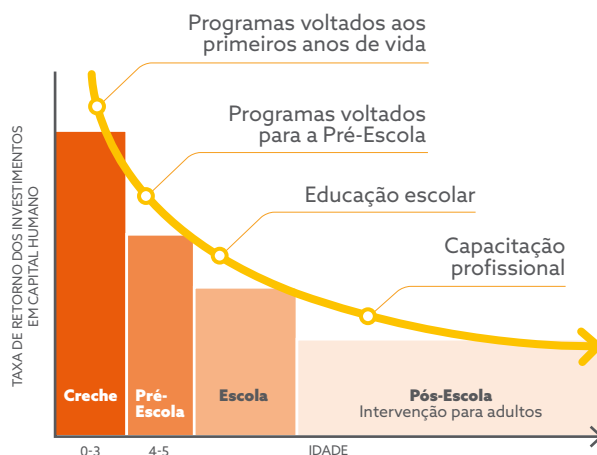 Programas voltados aos
primeiros anos de vida
Programas voltados
para a Pré-Escola
Educação escolar
Capacitação
profissional
TAXA DE RETORNO DOS INVESTIMENTOS
EM CAPITAL HUMANO
Creche
Pré-
Escola
Escola
Pós-Escola
Intervenção para adultos
0-3
4-5
IDADE